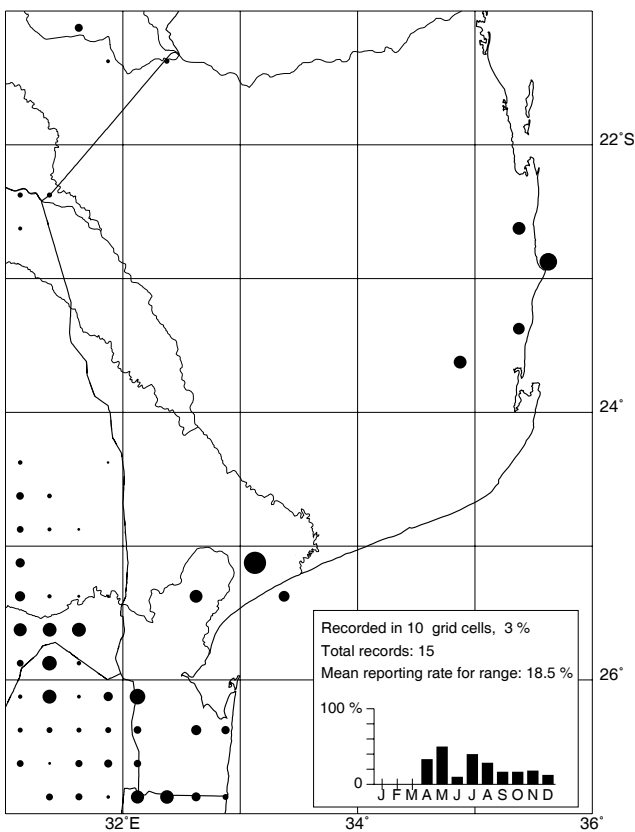 22°S
24°
Recorded in 10 grid cells, 3 %
Total records: 15
Mean reporting rate for range: 18.5 %
26°
100 %
0
J F M A M J J A S O N D
32°E 34 36